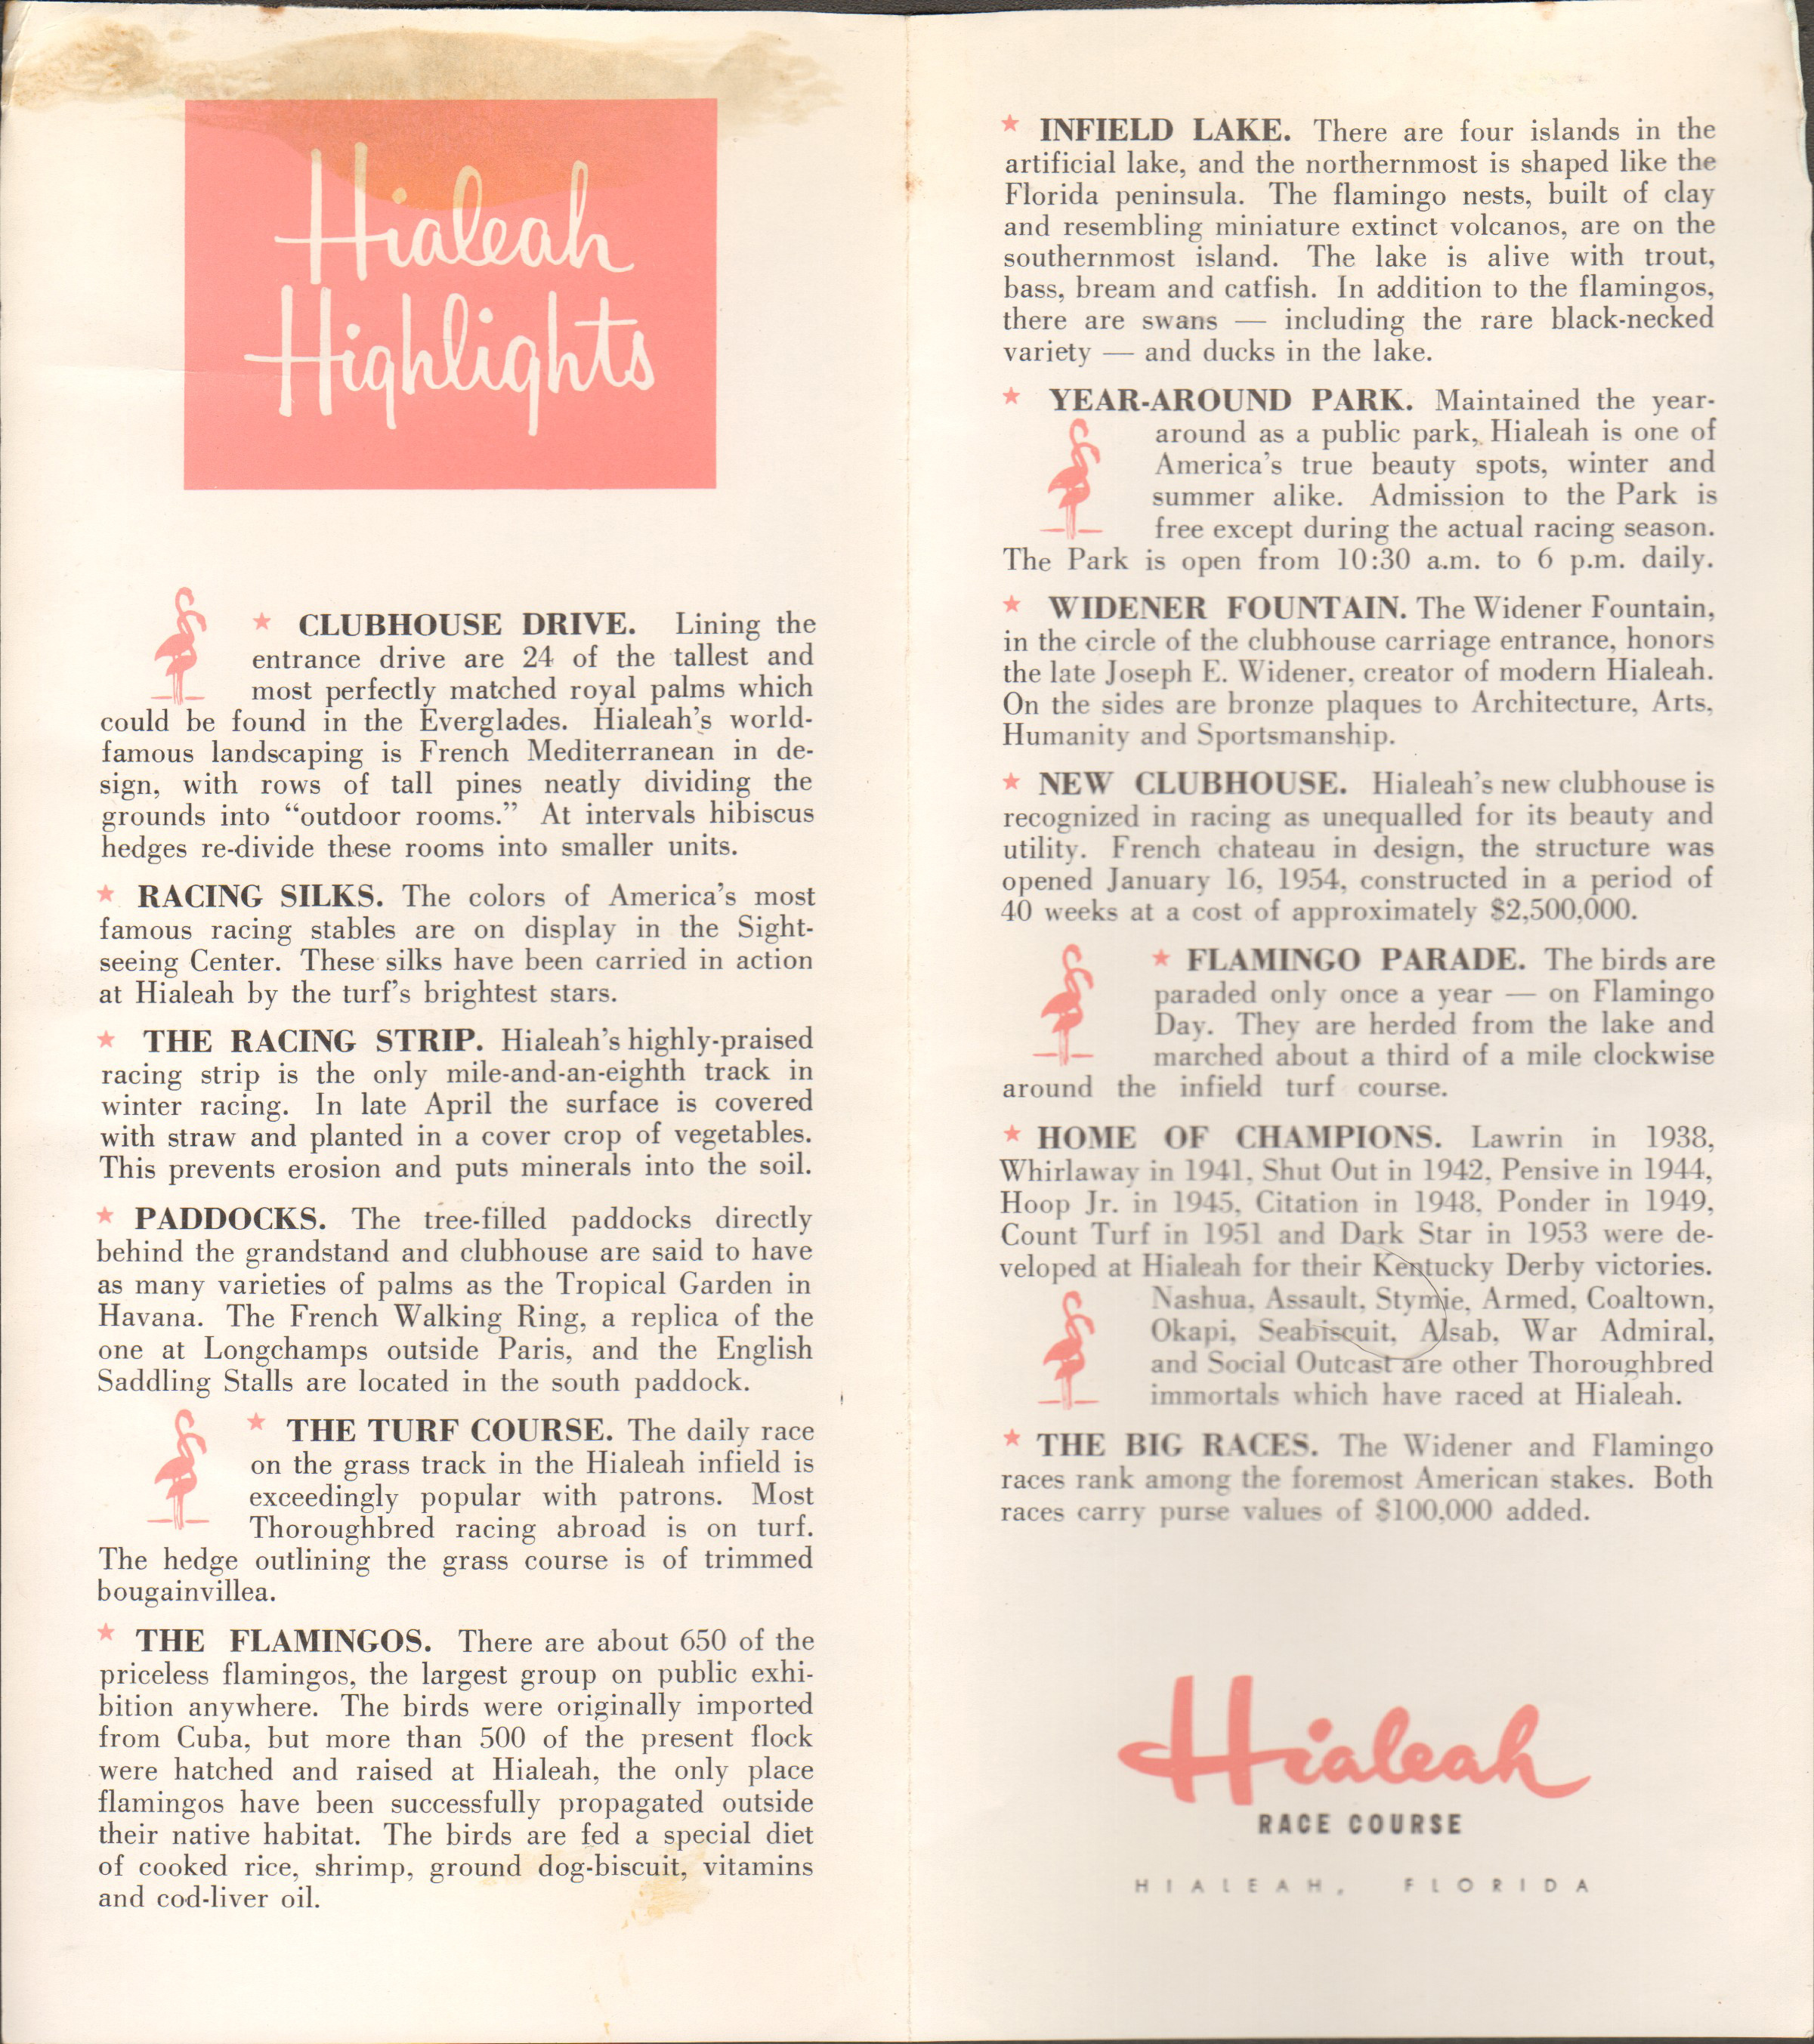 Hialeah
Highlights
★ CLUBHOUSE DRIVE. Lining the
entrance drive are 24 of the tallest and
most perfectly matched royal palms which
could be found in the Everglades. Hialeah's world-
famous landscaping is French Mediterranean in de-
sign, with rows of tall pines neatly dividing the
grounds into “outdoor rooms.” At intervals hibiscus
hedges re-divide these rooms into smaller units.
★ RACING SILKS. The colors of America's most
famous racing stables are on display in the Sight-
seeing Center. These silks have been carried in action
at Hialeah by the turf's brightest stars.
★ THE RACING STRIP. Hialeah's highly-praised
racing strip is the only mile-and-an-eighth track in
winter racing. In late April the surface is covered
with straw and planted in a cover crop of vegetables.
This prevents erosion and puts minerals into the soil.
★ PADDOCKS. The tree-filled paddocks directly
behind the grandstand and clubhouse are said to have
as many varieties of palms as the Tropical Garden in
Havana. The French Walking Ring, a replica of the
one at Longchamps outside Paris, and the English
Saddling Stalls are located in the south paddock.
★ THE TURF COURSE. The daily race
on the grass track in the Hialeah infield is
exceedingly popular with patrons. Most
Thoroughbred racing abroad is on turf.
The hedge outlining the grass course is of trimmed
bougainvillea.
★ THE FLAMINGOS. There are about 650 of the
priceless flamingos, the largest group on public exhi-
bition anywhere. The birds were originally imported
from Cuba, but more than 500 of the present flock
were hatched and raised at Hialeah, the only place
flamingos have been successfully propagated outside
their native habitat. The birds are fed a special diet
of cooked rice, shrimp, ground dog-biscuit, vitamins
and cod-liver oil.
★ INFIELD LAKE. There are four islands in the
artificial lake, and the northernmost is shaped like the
Florida peninsula. The flamingo nests, built of clay
and resembling miniature extinct volcanos, are on the
southernmost island. The lake is alive with trout,
bass, bream and catfish. In addition to the flamingos,
there are swans — including the rare black-necked
variety — and ducks in the lake.
★ YEAR-AROUND PARK. Maintained the year-
around as a public park, Hialeah is one of
America's true beauty spots, winter and
summer alike. Admission to the Park is
free except during the actual racing season.
The Park is open from 10:30 a.m. to 6 p.m. daily.
★ WIDENER FOUNTAIN. The Widener Fountain,
in the circle of the clubhouse carriage entrance, honors
the late Joseph E. Widener, creator of modern Hialeah.
On the sides are bronze plaques to Architecture, Arts,
Humanity and Sportsmanship.
★ NEW CLUBHOUSE. Hialeah's new clubhouse is
recognized in racing as unequalled for its beauty and
utility. French chateau in design, the structure was
opened January 16, 1954, constructed in a period of
40 weeks at a cost of approximately $2,500,000.
★ FLAMINGO PARADE. The birds are
paraded only once a year — on Flamingo
Day. They are herded from the lake and
marched about a third of a mile clockwise
around the infield turf course.
★ HOME OF CHAMPIONS. Lawrin in 1938,
Whirlaway in 1941, Shut Out in 1942, Pensive in 1944,
Hoop Jr. in 1945, Citation in 1948, Ponder in 1949,
Count Turf in 1951 and Dark Star in 1953 were de-
veloped at Hialeah for their Kentucky Derby victories.
Nashua, Assault, Stymie, Armed, Coaltown,
Okapi, Seabiscuit, Alsab, War Admiral,
and Social Outcast are other Thoroughbred
immortals which have raced at Hialeah.
★ THE BIG RACES. The Widener and Flamingo
races rank among the foremost American stakes. Both
races carry purse values of $100,000 added.
Hialeah
RACE COURSE
HIALEAH, FLORIDA